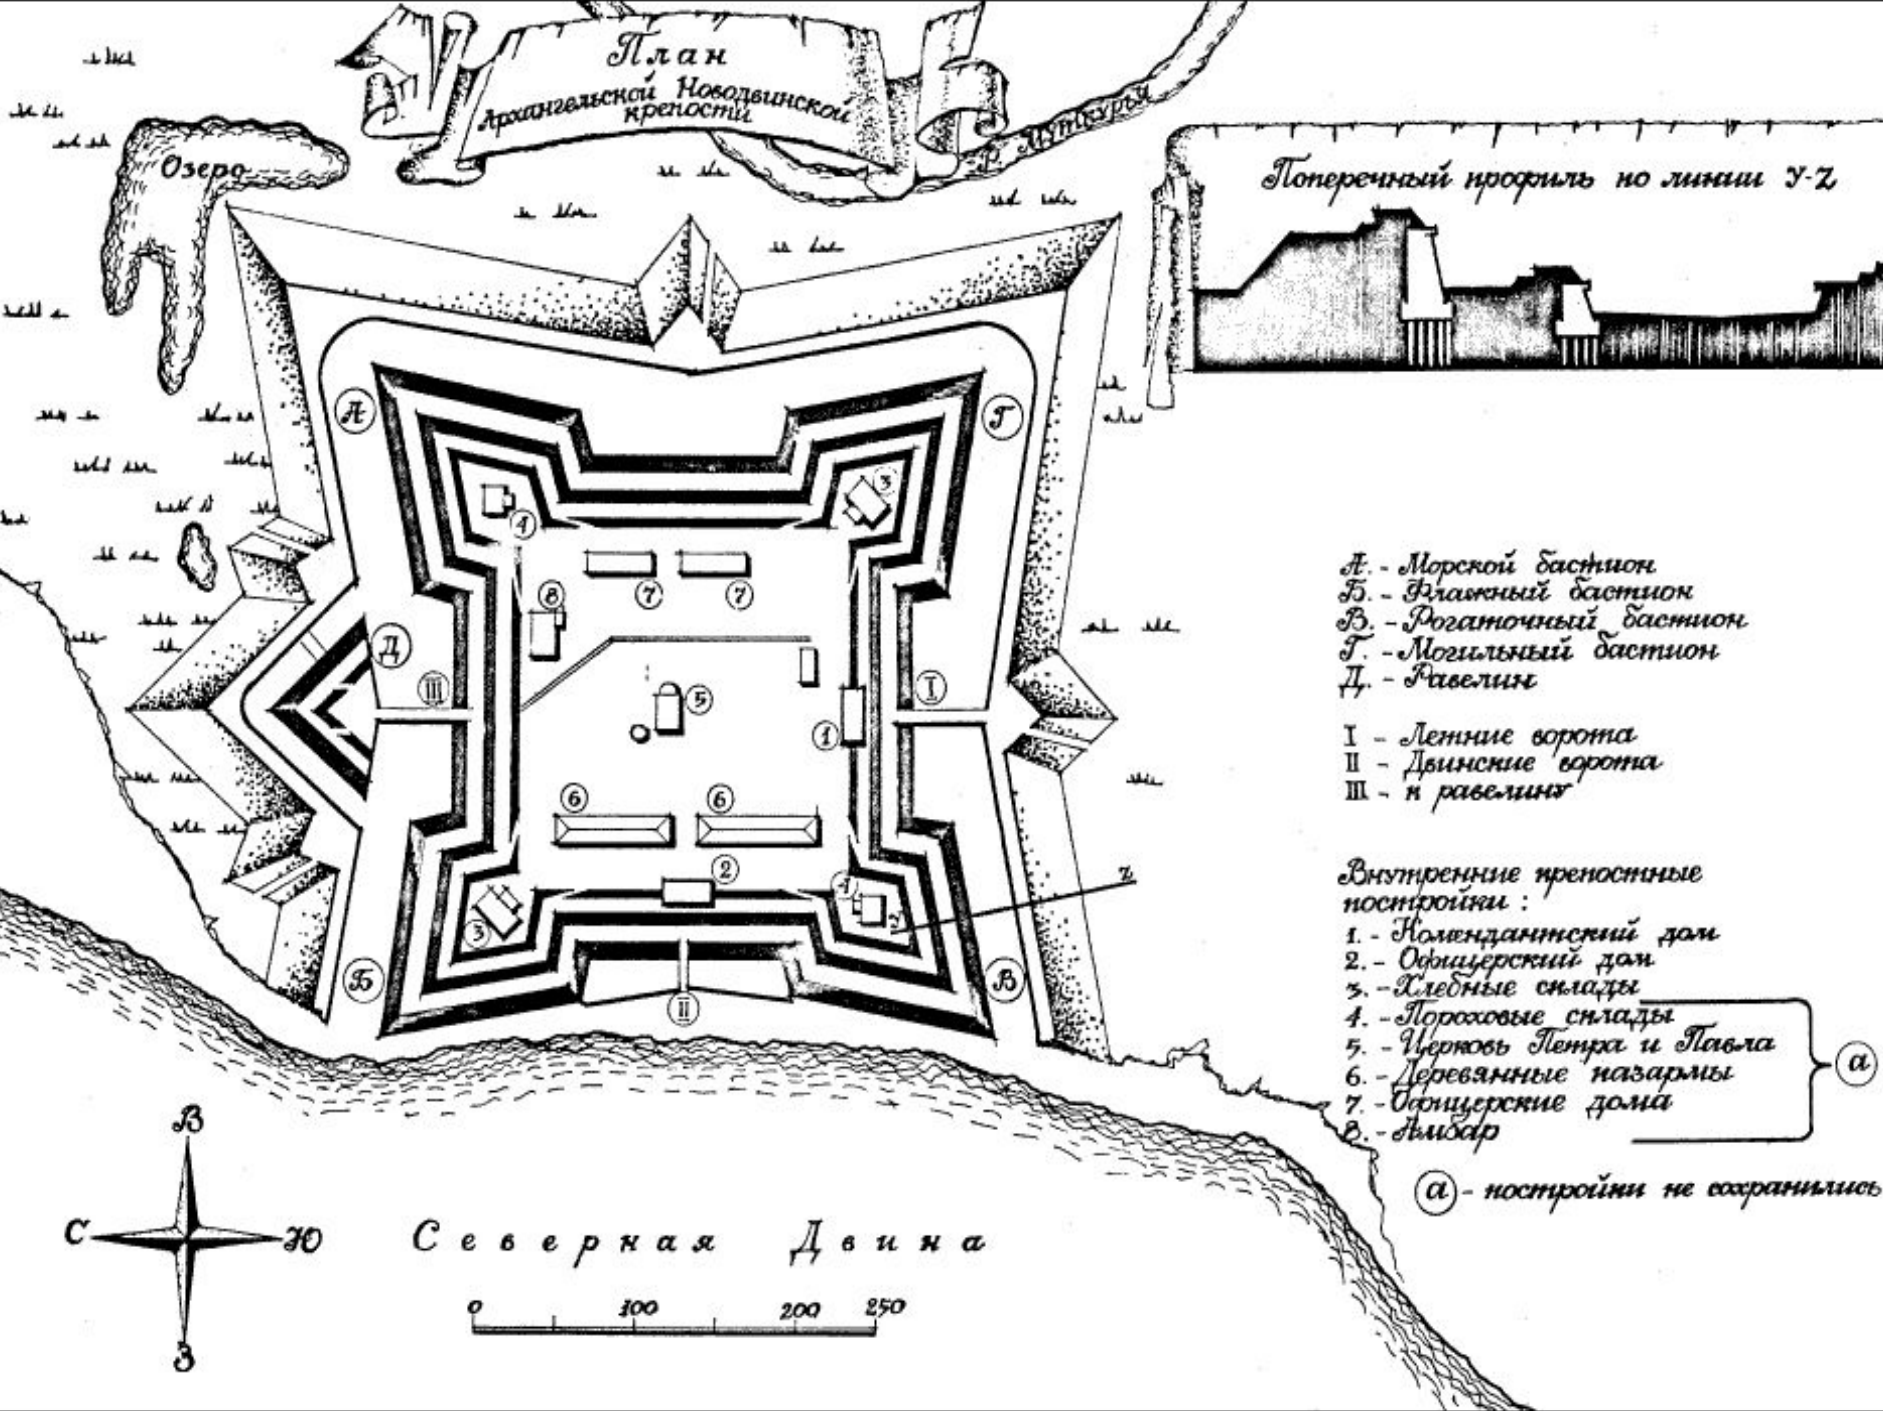 План
Архангельской Новодвинской
крепости
Озеро
р. Муткурья
Поперечный профиль по линии Y-Z
А
Г
3
4
8
7
7
Д
III
I
5
1
6
6
2
4
Z
Y
3
Б
В
II
А. - Морской бастион
Б. - Флажный бастион
В. - Рогаточный бастион
Г. - Могильный бастион
Д. - Равелин
I - Летние ворота
II - Двинские ворота
III - к равелину
Внутренние крепостные
постройки :
1. - Комендантский дом
2. - Офицерский дом
3. - Хлебные склады
4. - Пороховые склады
5. - Церковь Петра и Павла
6. - Деревянные казармы
7. - Офицерские дома
8. - Амбар
а
а - постройки не сохранились
В
С
Ю
З
Северная Двина
0 100 200 250